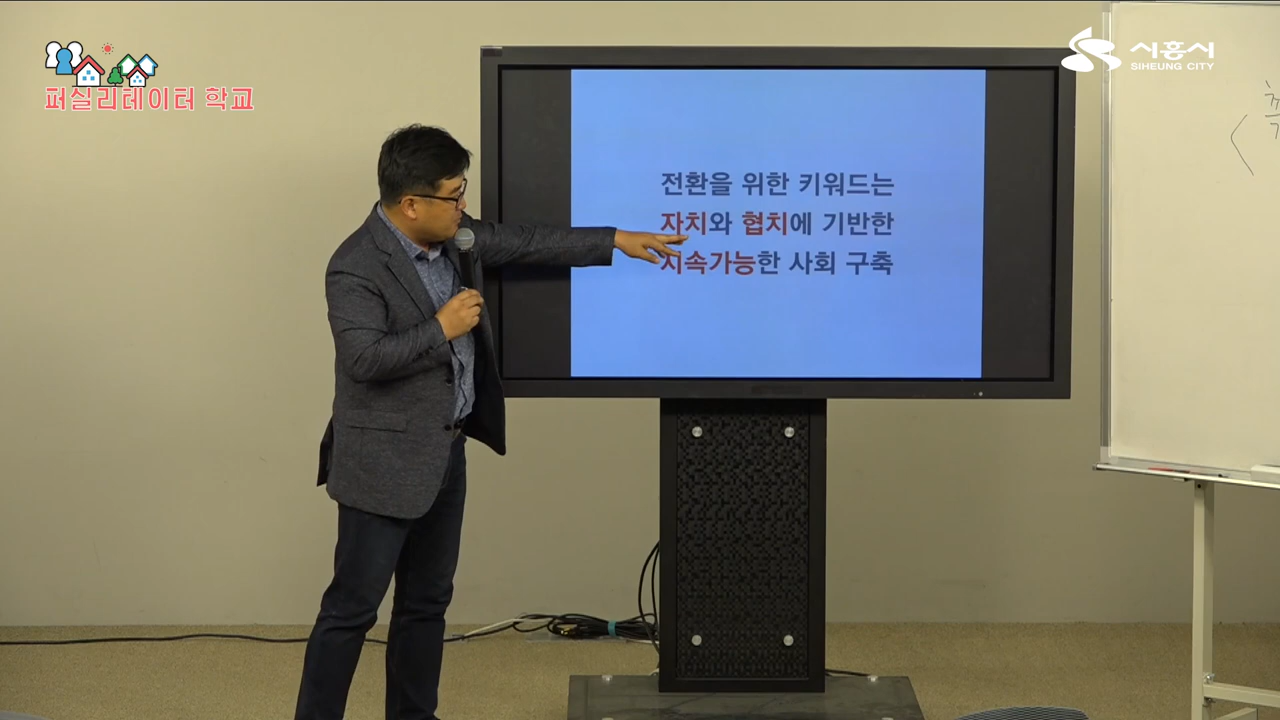 퍼실리테이터 학교
시흥시
SIHEUNG CITY
전환을 위한 키워드는
자치와 협치에 기반한
지속가능한 사회 구축